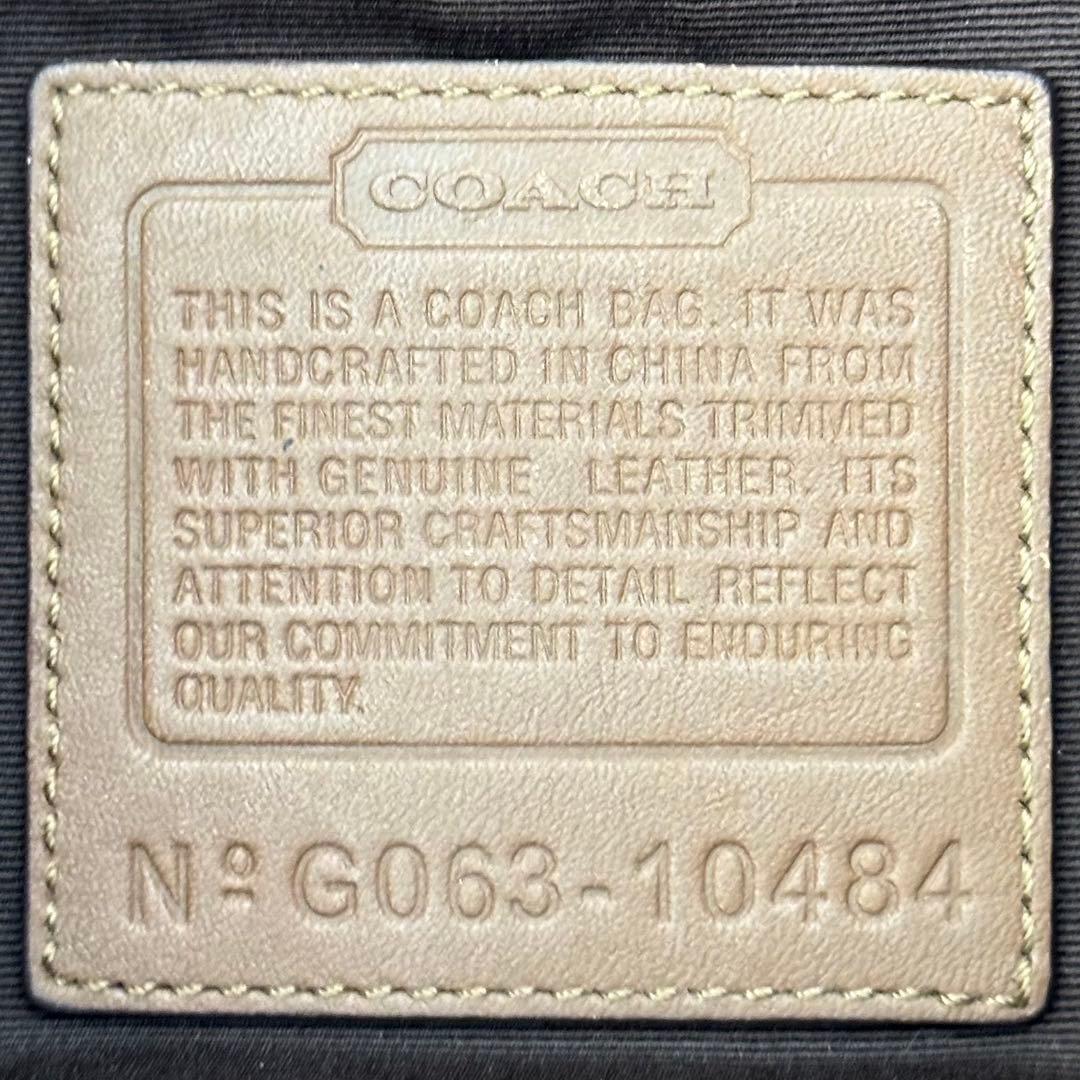 COACH
THIS IS A COACH BAG. IT WAS
HANDCRAFTED IN CHINA FROM
THE FINEST MATERIALS TRIMMED
WITH GENUINE LEATHER. ITS
SUPERIOR CRAFTSMANSHIP AND
ATTENTION TO DETAIL REFLECT
OUR COMMITMENT TO ENDURING
QUALITY.
Nº G063-10484